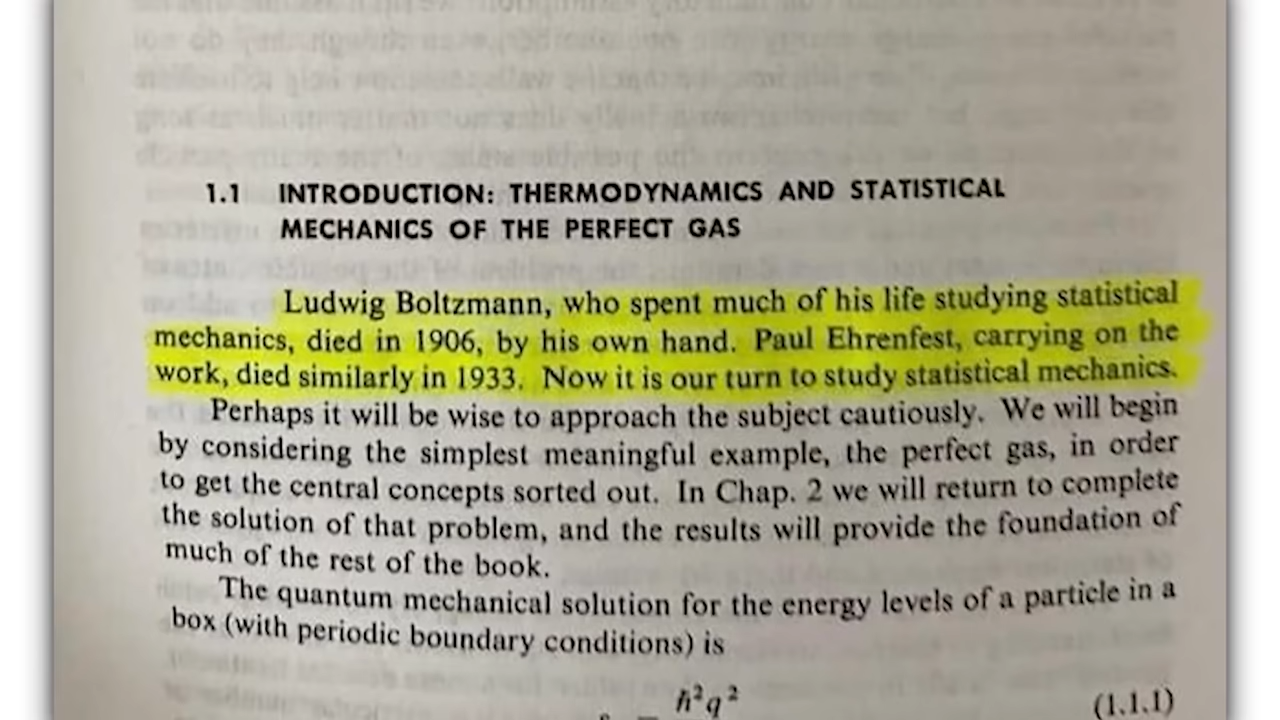 1.1 INTRODUCTION: THERMODYNAMICS AND STATISTICAL
MECHANICS OF THE PERFECT GAS
Ludwig Boltzmann, who spent much of his life studying statistical
mechanics, died in 1906, by his own hand. Paul Ehrenfest, carrying on the
work, died similarly in 1933. Now it is our turn to study statistical mechanics.
Perhaps it will be wise to approach the subject cautiously. We will begin
by considering the simplest meaningful example, the perfect gas, in order
to get the central concepts sorted out. In Chap. 2 we will return to complete
the solution of that problem, and the results will provide the foundation of
much of the rest of the book.
The quantum mechanical solution for the energy levels of a particle in a
box (with periodic boundary conditions) is
ħ²q² (1.1.1)